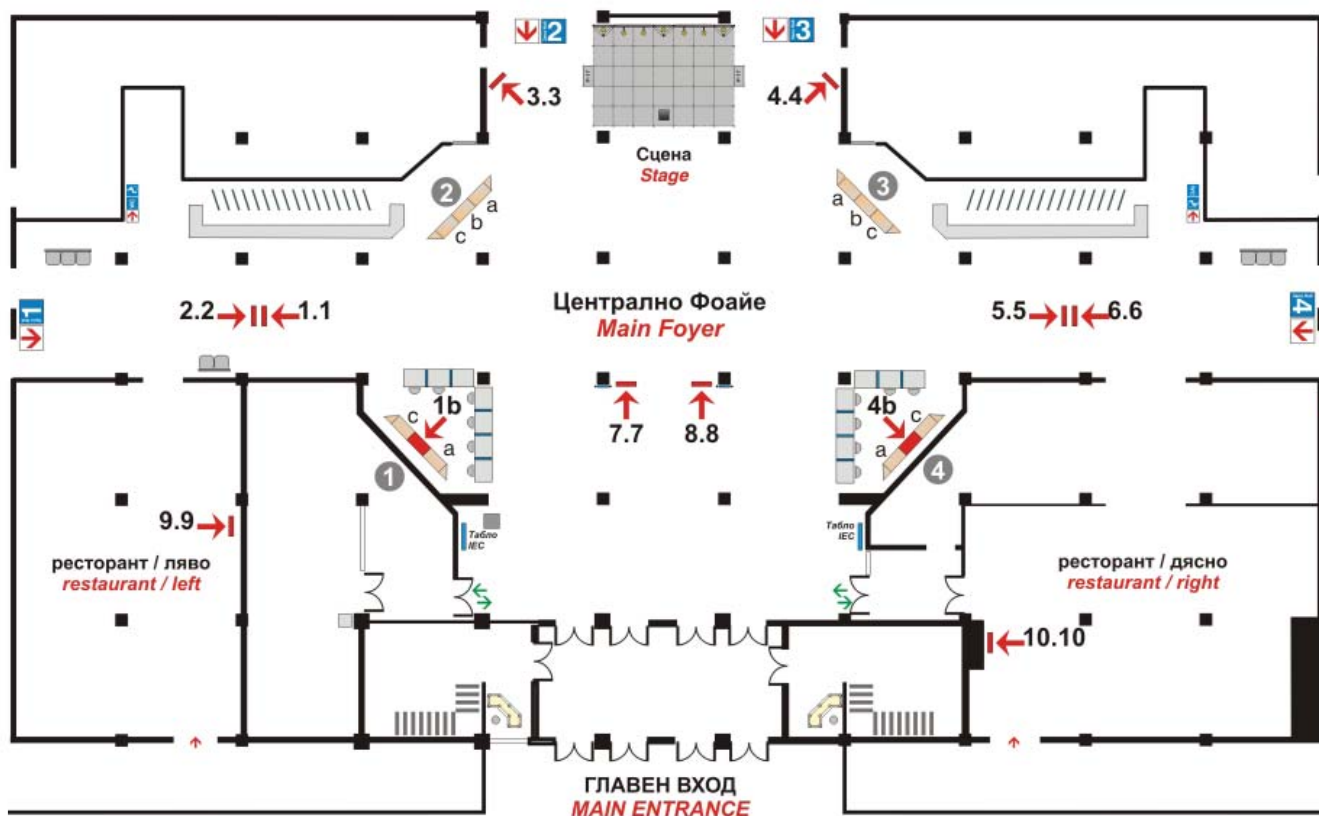 2
3
3.3
4.4
Сцена
Stage
2
a
b
c
3
a
b
c
Централно Фоайе
Main Foyer
1
2.2
1.1
5.5
6.6
4
1b
c
a
1
7.7
8.8
4b
c
a
4
9.9
Табло
IEC
Табло
IEC
ресторант / ляво
restaurant / left
ресторант / дясно
restaurant / right
10.10
ГЛАВЕН ВХОД
MAIN ENTRANCE